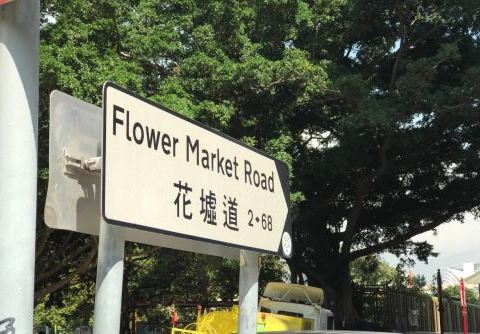 Flower Market Road
花墟道 2→68